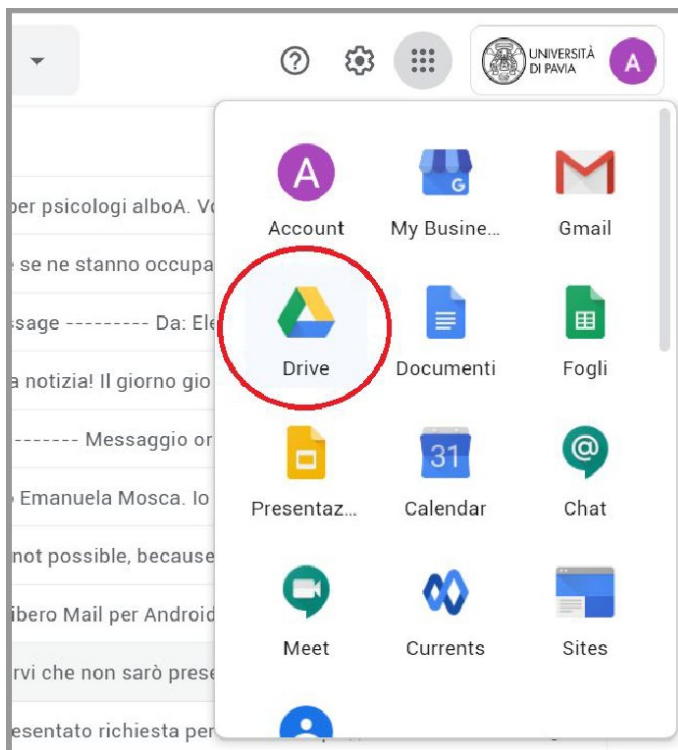 UNIVERSITÀ
DI PAVIA
A
A
G
Account
My Busine...
Gmail
per psicologi alboA. Vo
se ne stanno occupa
ssage --------- Da: Ele
Drive
Documenti
Fogli
a notizia! Il giorno gio
------- Messaggio or
31
@
Emanuela Mosca. Io
Presentaz...
Calendar
Chat
not possible, because
ibero Mail per Android
Meet
Currents
Sites
rvi che non sarò prese
esentato richiesta per